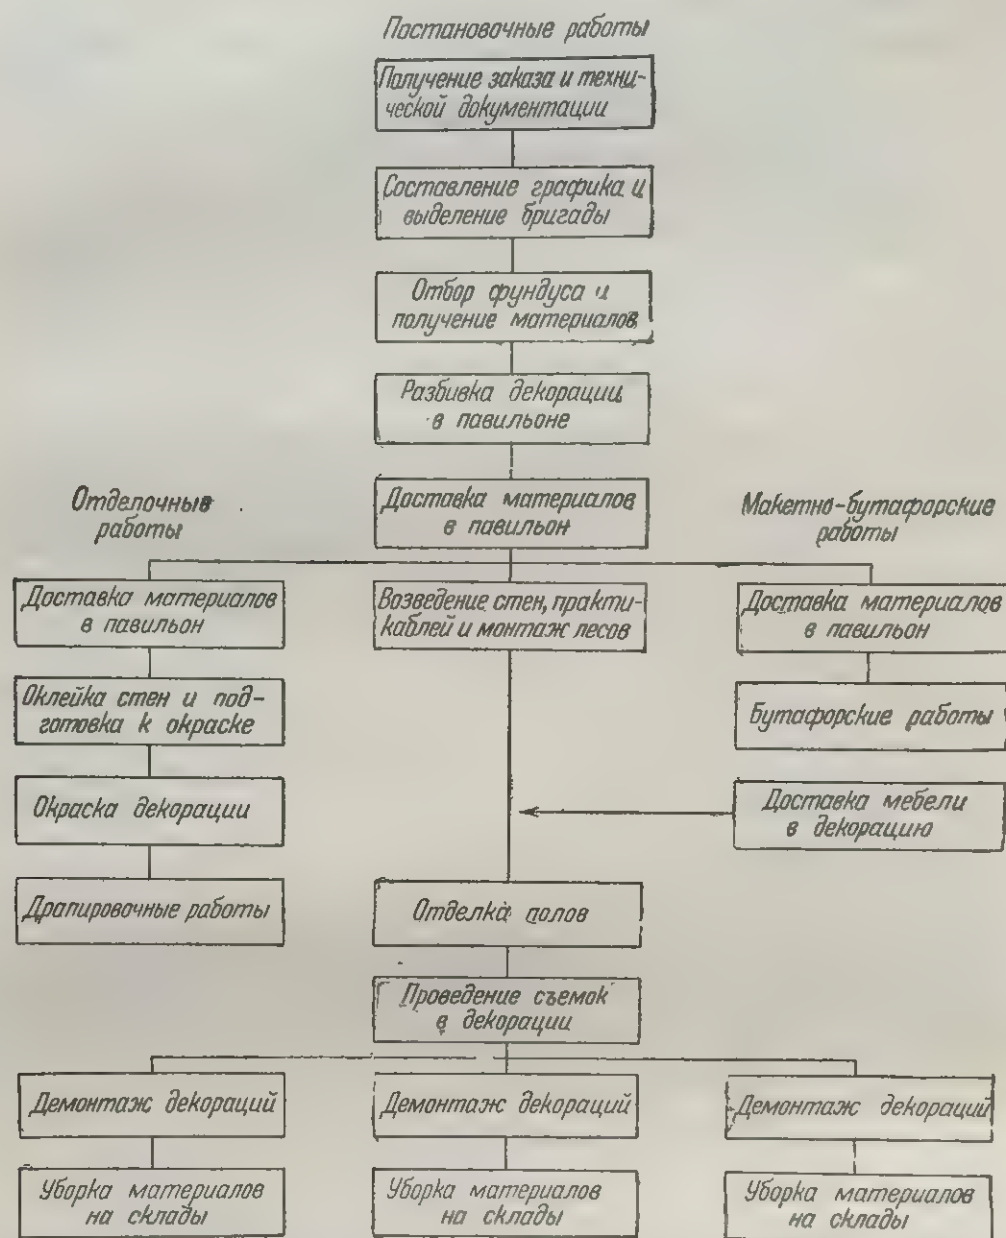 Постановочные работы
Получение заказа и техни-
ческой документации
Составление графика и
выделение бригады
Отбор фундуса и
получение материалов
Разбивка декорации
в павильоне
Доставка материалов
в павильон
Отделочные
работы
Доставка материалов
в павильон
Оклейка стен и под-
готовка к окраске
Окраска декорации
Драпировочные работы
Возведение стен, практи-
каблей и монтаж лесов
Макетно-бутафорские
работы
Доставка материалов
в павильон
Бутафорские работы
Доставка мебели
в декорацию
Отделка полов
Проведение съемок
в декорации
Демонтаж декораций
Уборка материалов
на склады
Демонтаж декораций
Уборка материалов
на склады
Демонтаж декораций
Уборка материалов
на склады